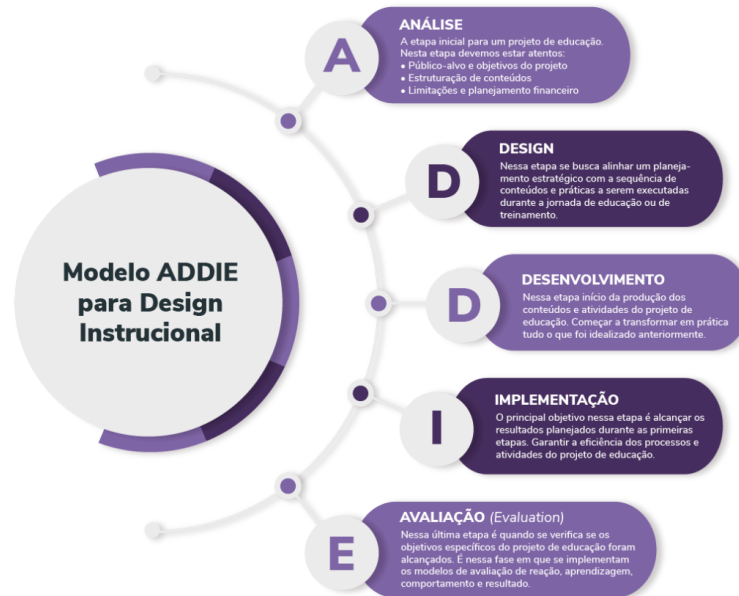 Modelo ADDIE
para Design
Instrucional
A
ANÁLISE
A etapa inicial para um projeto de educação.
Nesta etapa devemos estar atentos:
• Público-alvo e objetivos do projeto
• Estruturação de conteúdos
• Limitações e planejamento financeiro
D
DESIGN
Nessa etapa se busca alinhar um planeja-
mento estratégico com a sequência de
conteúdos e práticas a serem executadas
durante a jornada de educação ou de
treinamento.
D
DESENVOLVIMENTO
Nessa etapa início da produção dos
conteúdos e atividades do projeto de
educação. Começar a transformar em prática
tudo o que foi idealizado anteriormente.
I
IMPLEMENTAÇÃO
O principal objetivo nessa etapa é alcançar os
resultados planejados durante as primeiras
etapas. Garantir a eficiência dos processos e
atividades do projeto de educação.
E
AVALIAÇÃO (Evaluation)
Nessa última etapa é quando se verifica se os
objetivos específicos do projeto de educação foram
alcançados. É nessa fase em que se implementam
os modelos de avaliação de reação, aprendizagem,
comportamento e resultado.